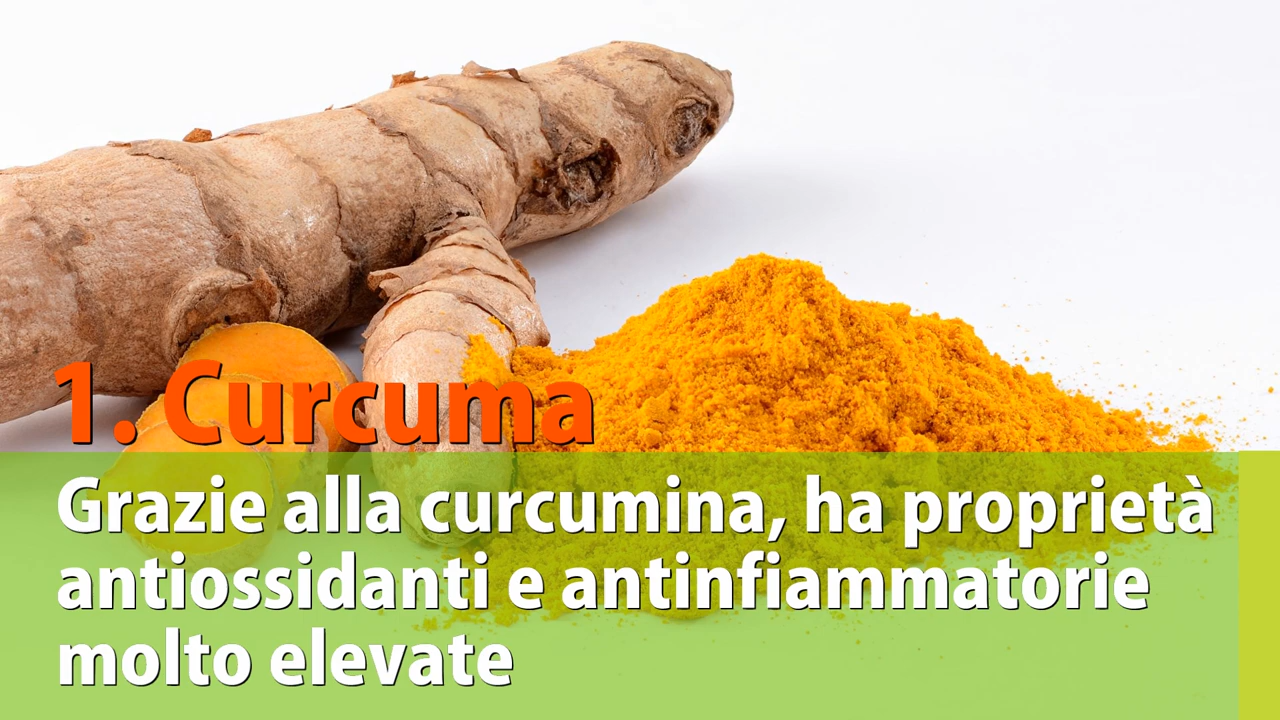 1. Curcuma
Grazie alla curcumina, ha proprietà
antiossidanti e antinfiammatorie
molto elevate